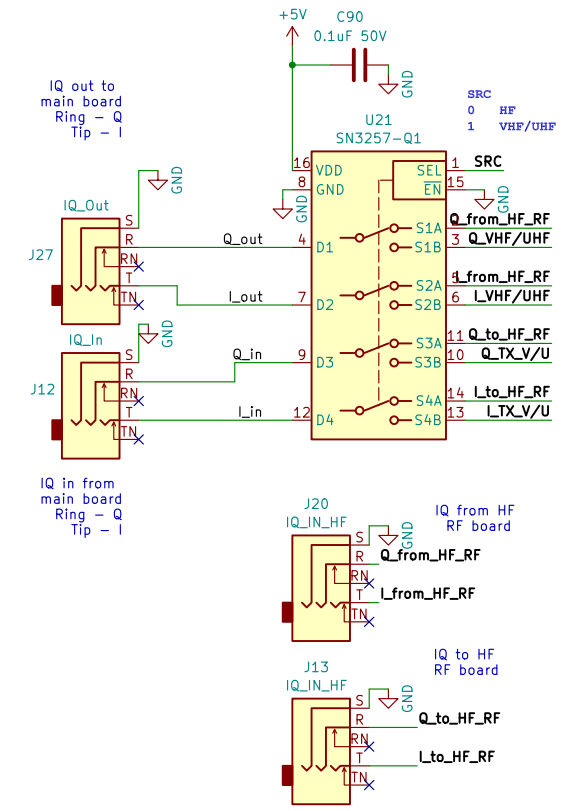 +5V
C90
0.1uF 50V
GND
IQ out to
main board
Ring – Q
Tip – I
SRC
0 HF
1 VHF/UHF
U21
SN3257-Q1
16 VDD
8 GND
GND
SEL 1 SRC
EN 15
GND
4 D1
7 D2
9 D3
12 D4
S1A Q_from_HF_RF
S1B 3 Q_VHF/UHF
S2A 5 I_from_HF_RF
S2B 6 I_VHF/UHF
S3A 11 Q_to_HF_RF
S3B 10 Q_TX_V/U
S4A 14 I_to_HF_RF
S4B 13 I_TX_V/U
IQ_Out
J27
S
GND
R Q_out
RN
T I_out
TN
IQ_In
J12
S
GND
R Q_in
RN
T I_in
TN
IQ in from
main board
Ring – Q
Tip – I
J20
IQ_IN_HF
S
GND
R Q_from_HF_RF
RN
T I_from_HF_RF
TN
IQ from HF
RF board
J13
IQ_IN_HF
S
GND
R Q_to_HF_RF
RN
T I_to_HF_RF
TN
IQ to HF
RF board